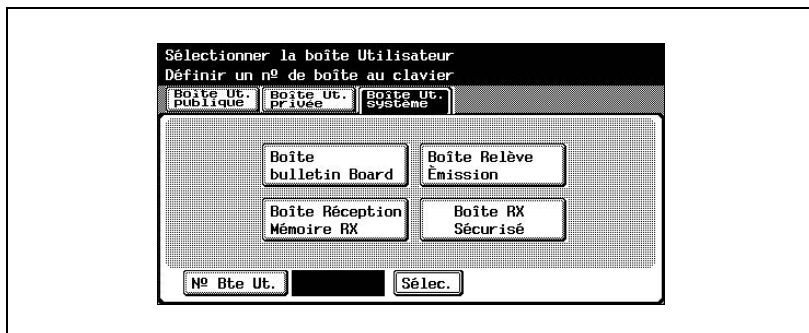 Sélectionner la boîte Utilisateur
Définir un nº de boîte au clavier
Boîte Ut. Boîte Ut. Boîte Ut.
publique privée système
Boîte Boîte Relève
bulletin Board Èmission
Boîte Réception Boîte RX
Mémoire RX Sécurisé
Nº Bte Ut. Sélec.